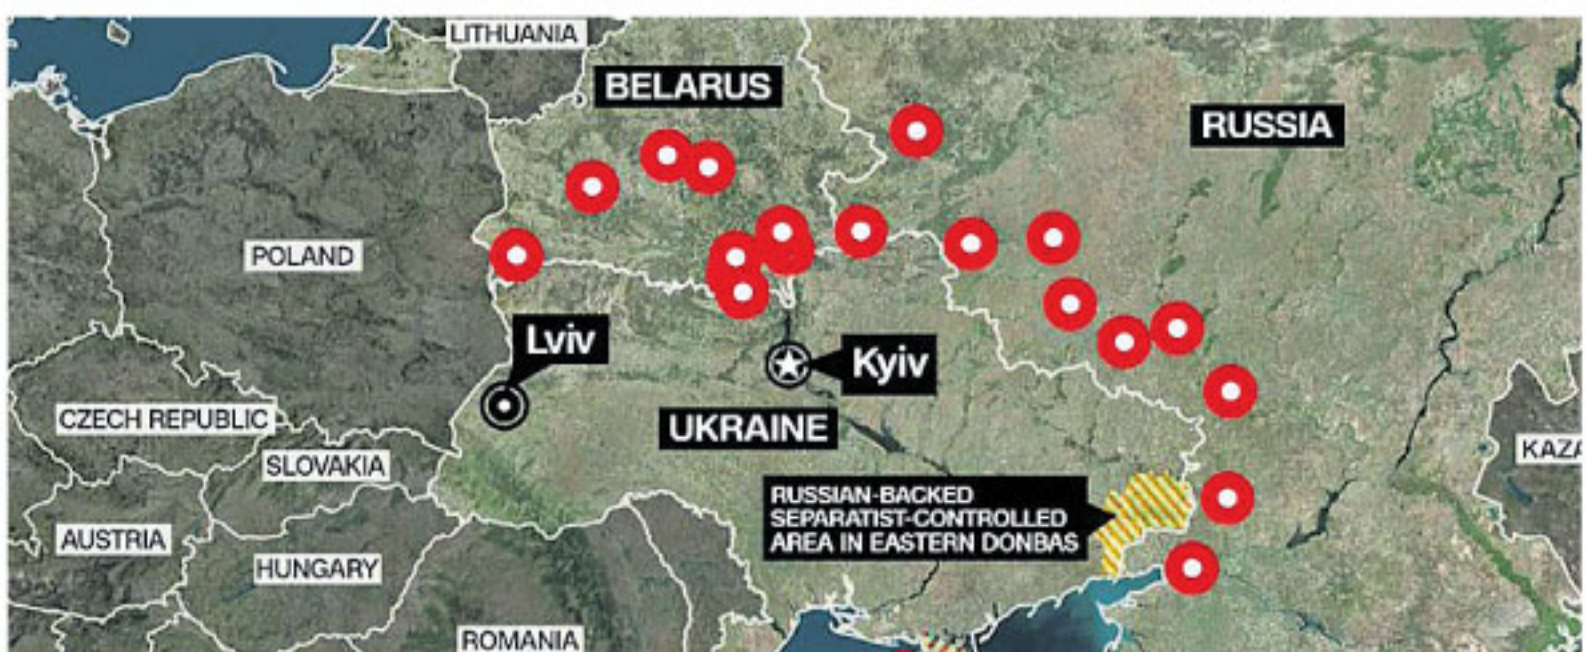 LITHUANIA
BELARUS
RUSSIA
POLAND
Lviv
Kyiv
CZECH REPUBLIC
UKRAINE
SLOVAKIA
KAZA
RUSSIAN-BACKED
SEPARATIST-CONTROLLED
AREA IN EASTERN DONBAS
AUSTRIA
HUNGARY
ROMANIA